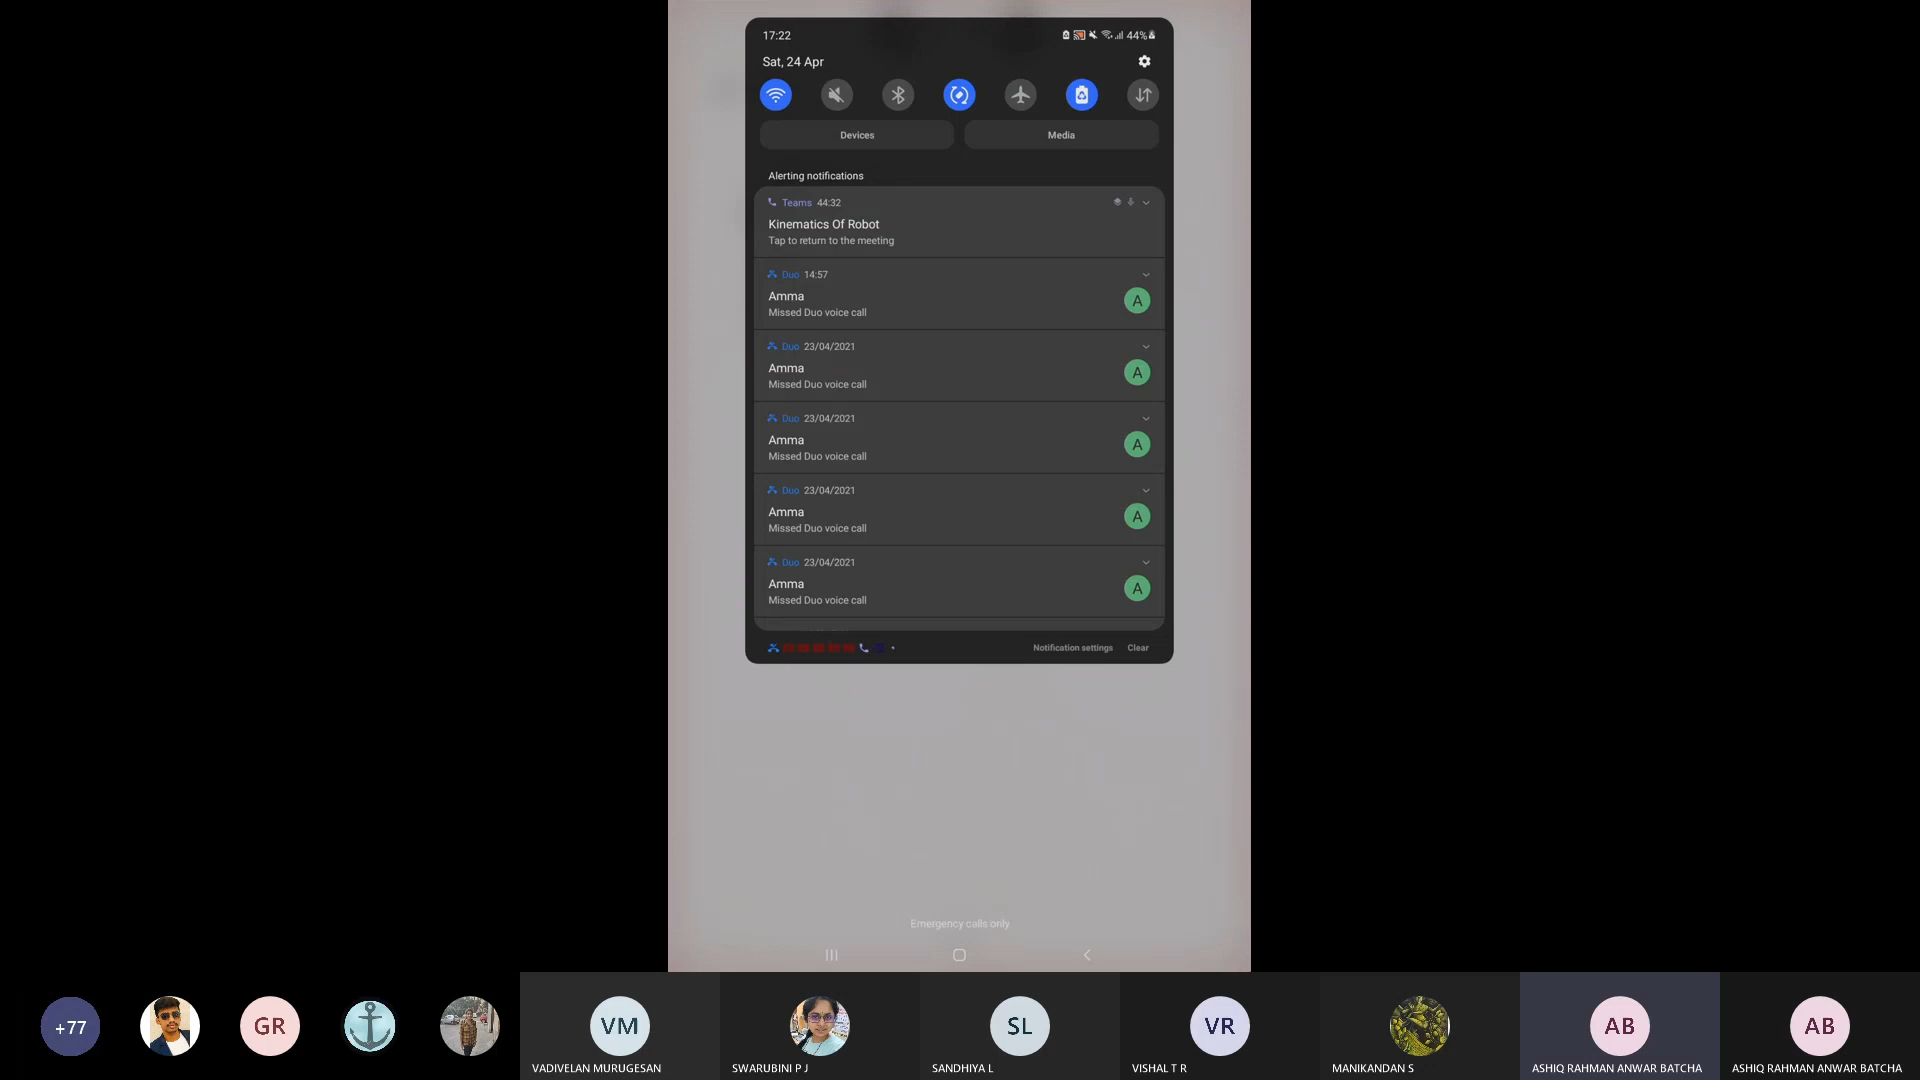 17:22
44%
Sat, 24 Apr
Devices
Media
Alerting notifications
Teams 44:32
Kinematics Of Robot
Tap to return to the meeting
Duo 14:57
Amma
Missed Duo voice call
A
Duo 23/04/2021
Amma
Missed Duo voice call
A
Duo 23/04/2021
Amma
Missed Duo voice call
A
Duo 23/04/2021
Amma
Missed Duo voice call
A
Duo 23/04/2021
Amma
Missed Duo voice call
A
Notification settings Clear
Emergency calls only
+77
GR
VM
SL
VR
AB
AB
VADIVELAN MURUGESAN
SWARUBINI P J
SANDHIYA L
VISHAL T R
MANIKANDAN S
ASHIQ RAHMAN ANWAR BATCHA
ASHIQ RAHMAN ANWAR BATCHA